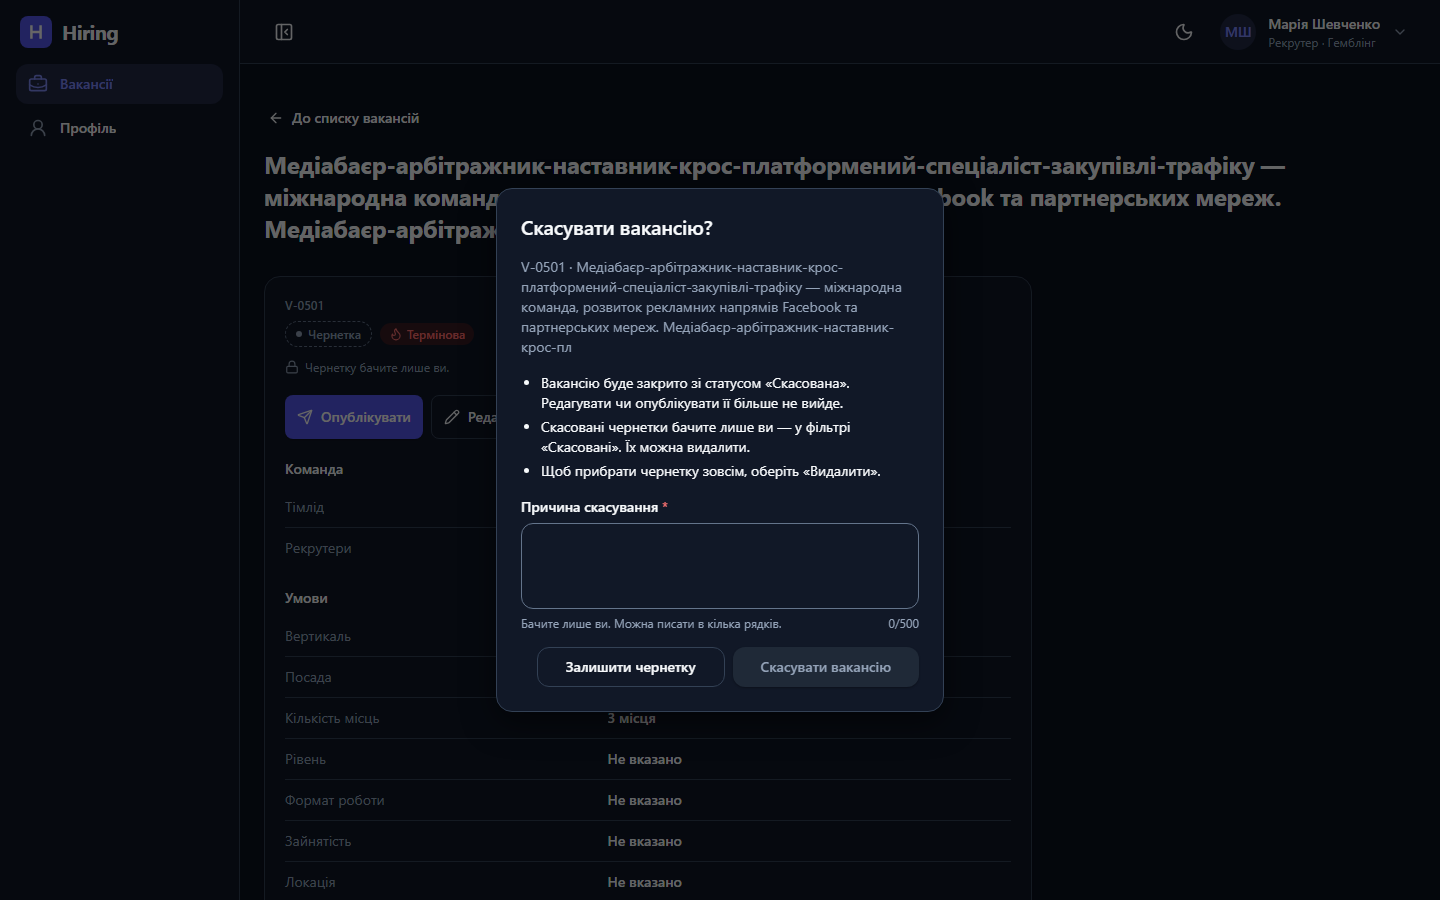 Hiring
МШ
Марія Шевченко
Рекрутер · Гемблінг
Вакансії
Профіль
До списку вакансій
Медіабаєр-арбітражник-наставник-крос-платформений-спеціаліст-закупівлі-трафіку —
міжнародна ook та партнерських мереж.
V-0501
Чернетка
Термінова
Чернетку бачите лише ви.
Опублікувати
Команда
Тімлід
Рекрутери
Умови
Вертикаль
Посада
Кількість місць
3 місця
Рівень
Не вказано
Формат роботи
Не вказано
Зайнятість
Не вказано
Локація
Не вказано
Скасувати вакансію?
V-0501 · Медіабаєр-арбітражник-наставник-крос-
платформений-спеціаліст-закупівлі-трафіку — міжнародна
команда, розвиток рекламних напрямів Facebook та
партнерських мереж. Медіабаєр-арбітражник-наставник-
крос-пл
Вакансію буде закрито зі статусом «Скасована».
Редагувати чи опублікувати її більше не вийде.
Скасовані чернетки бачите лише ви — у фільтрі
«Скасовані». Їх можна видалити.
Щоб прибрати чернетку зовсім, оберіть «Видалити».
Причина скасування *
Бачите лише ви. Можна писати в кілька рядків.
0/500
Залишити чернетку
Скасувати вакансію